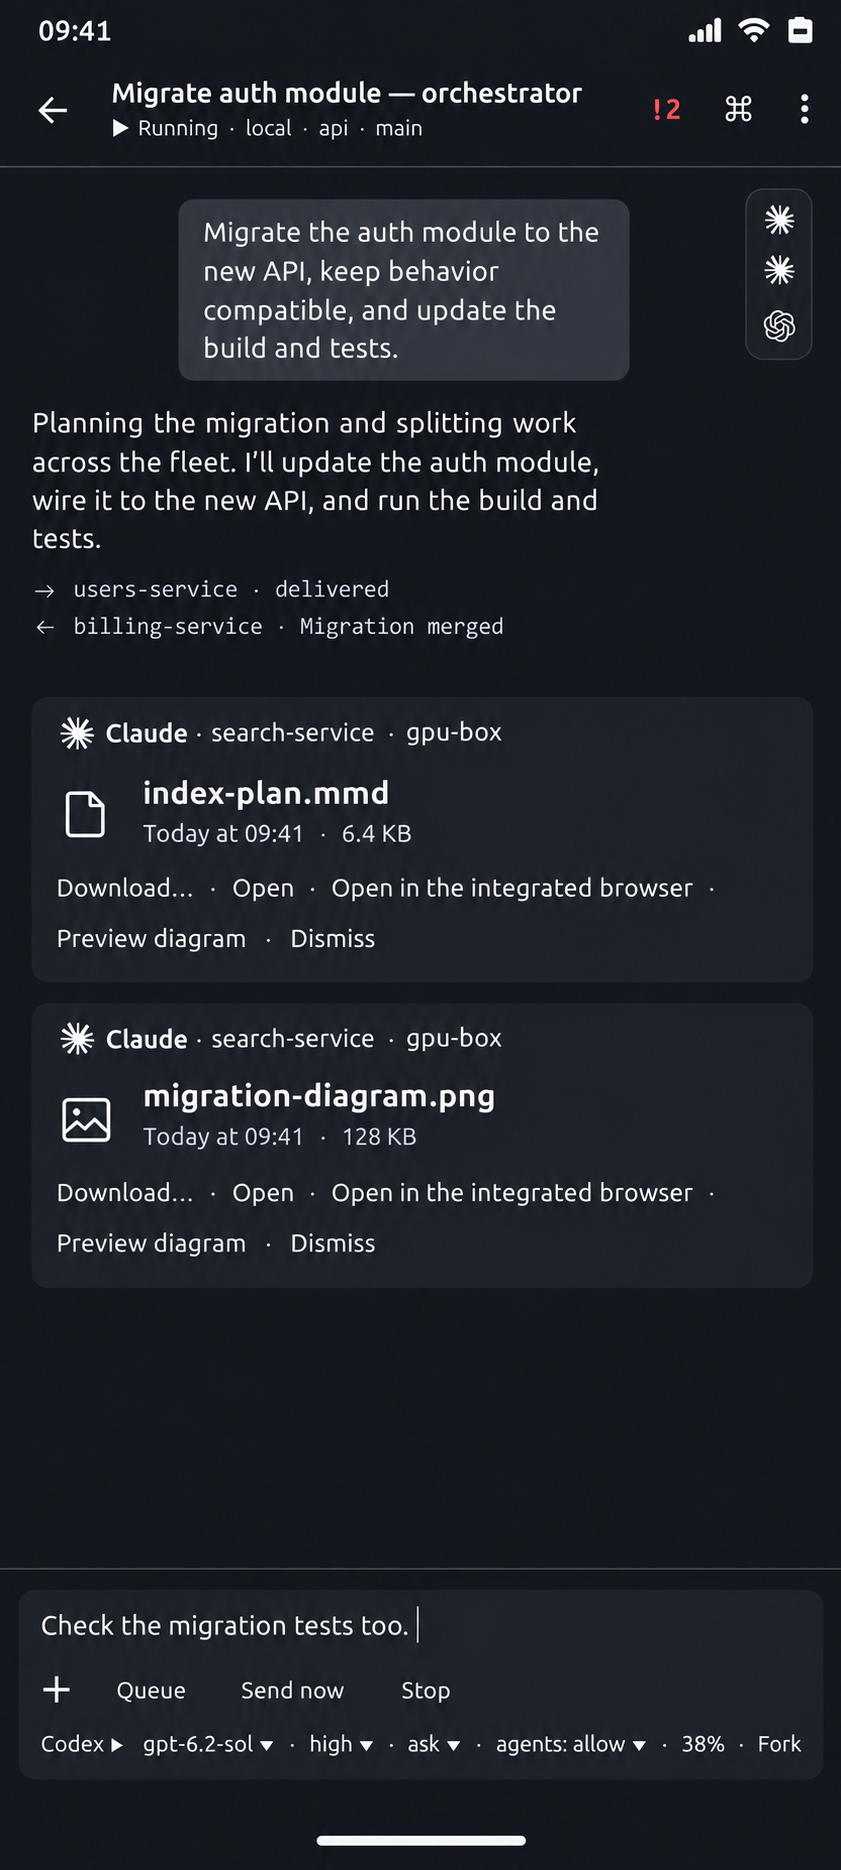 09:41
Migrate auth module — orchestrator
Running · local · api · main
!2
Migrate the auth module to the
new API, keep behavior
compatible, and update the
build and tests.
Planning the migration and splitting work
across the fleet. I’ll update the auth module,
wire it to the new API, and run the build and
tests.
→ users-service · delivered
← billing-service · Migration merged
Claude · search-service · gpu-box
index-plan.mmd
Today at 09:41 · 6.4 KB
Download… · Open · Open in the integrated browser ·
Preview diagram · Dismiss
Claude · search-service · gpu-box
migration-diagram.png
Today at 09:41 · 128 KB
Download… · Open · Open in the integrated browser ·
Preview diagram · Dismiss
Check the migration tests too.
Queue Send now Stop
Codex ▶ gpt-6.2-sol ▼ · high ▼ · ask ▼ · agents: allow ▼ · 38% · Fork